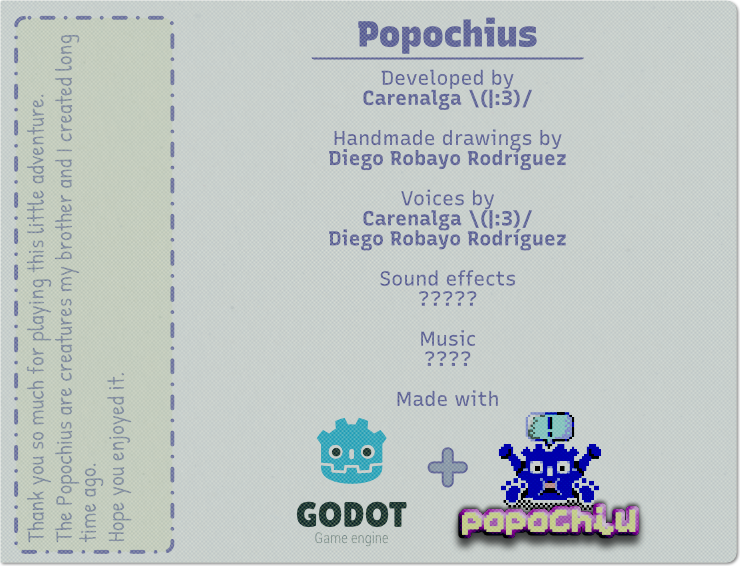 Thank you so much for playing this little adventure.
The Popochius are creatures my brother and I created long
time ago.
Hope you enjoyed it.
Popochius
Developed by
Carenalga \(|:3)/
Handmade drawings by
Diego Robayo Rodríguez
Voices by
Carenalga \(|:3)/
Diego Robayo Rodríguez
Sound effects
?????
Music
????
Made with
!
GODOT
Game engine
+
popochiu